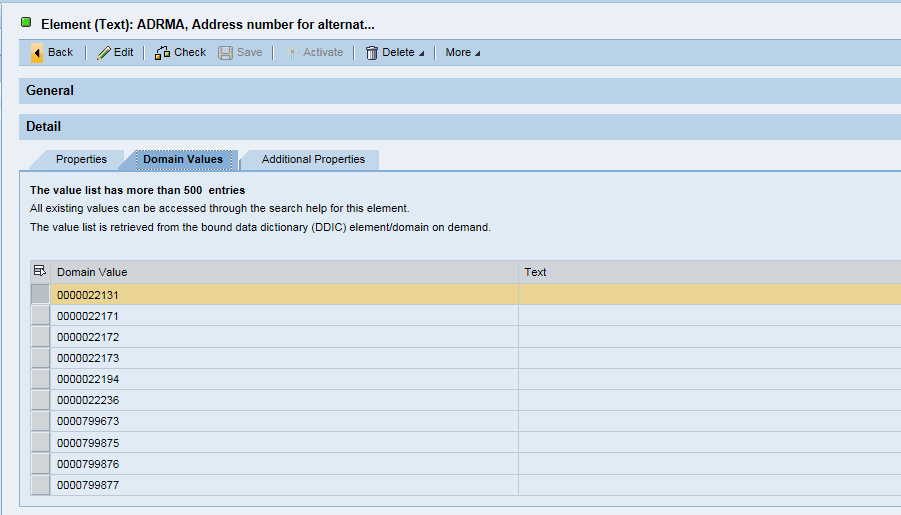 Element (Text): ADRMA, Address number for alternat...
Back Edit Check Save Activate Delete More
General
Detail
Properties Domain Values Additional Properties
The value list has more than 500 entries
All existing values can be accessed through the search help for this element.
The value list is retrieved from the bound data dictionary (DDIC) element/domain on demand.
Domain Value Text
0000022131
0000022171
0000022172
0000022173
0000022194
0000022236
0000799673
0000799875
0000799876
0000799877